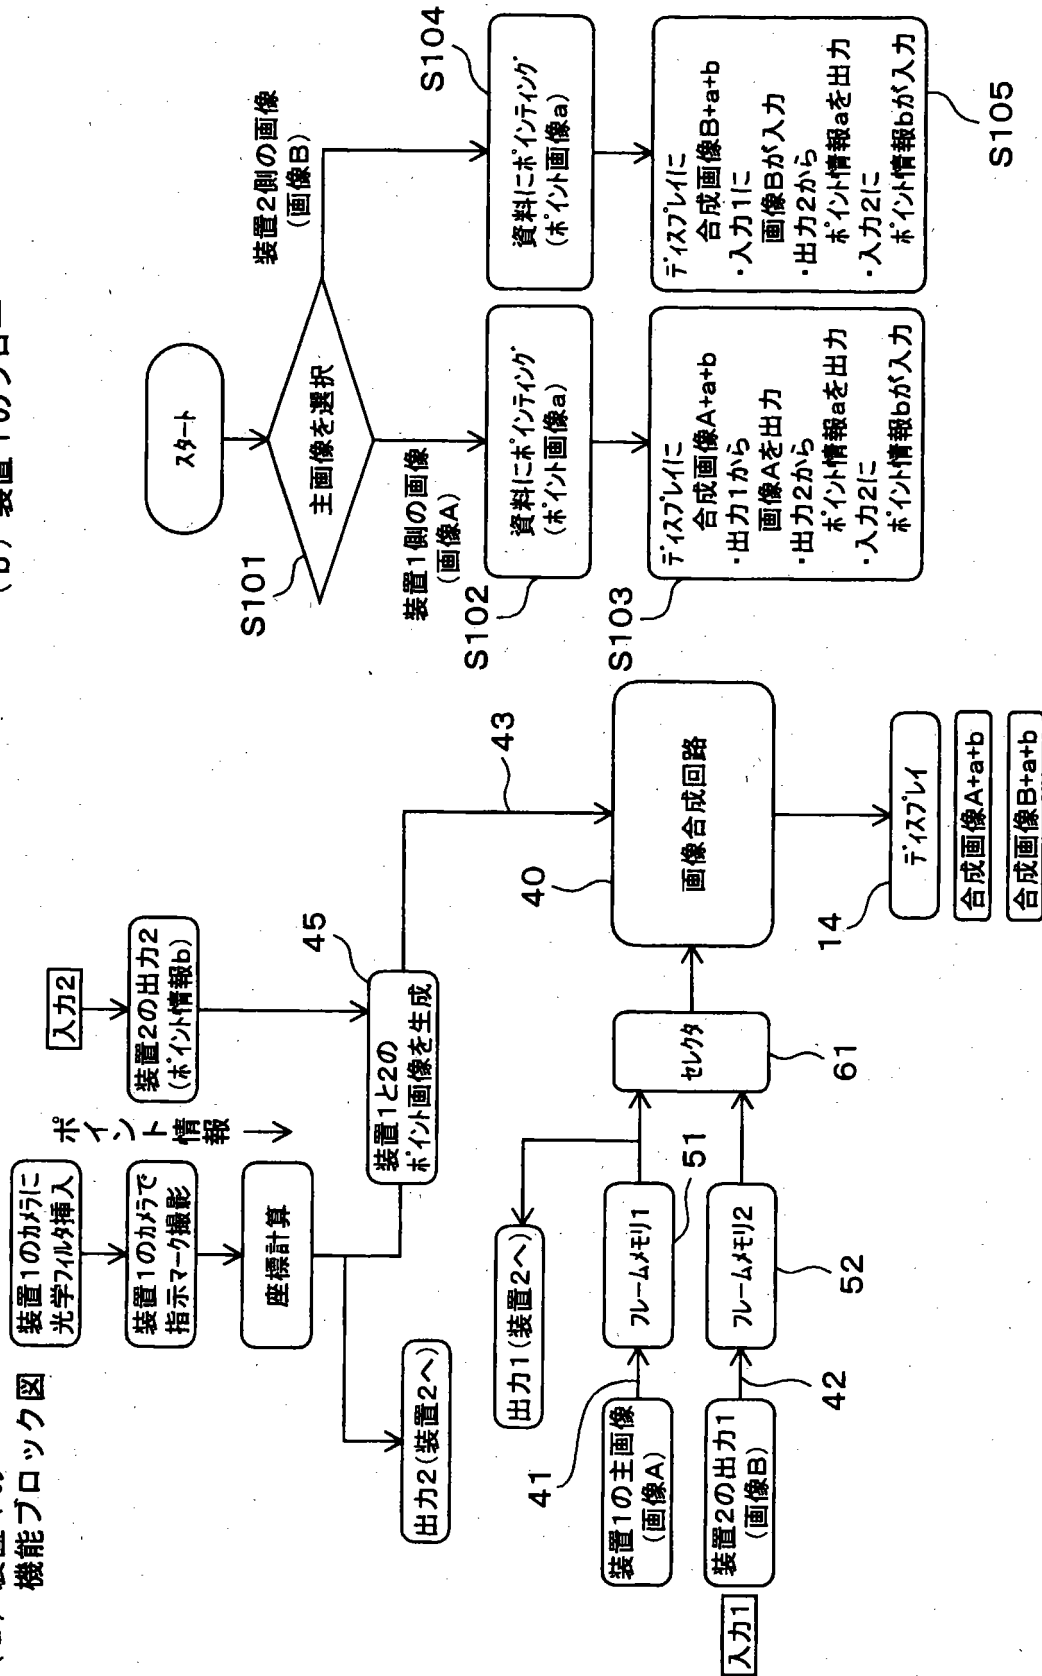 機能ブロック図
装置1のカメラに
光学フィルタ挿入
装置1のカメラで
指示マーク撮影
座標計算
ポイント情報
入力2
装置2の出力2
(ポイント情報b)
45
装置1と2の
ポイント画像を生成
出力2(装置2へ)
43
出力1(装置2へ)
41
装置1の主画像
(画像A)
フレームメモリ1
51
入力1
装置2の出力1
(画像B)
42
フレームメモリ2
52
セレクタ
61
40
画像合成回路
14
ディスプレイ
合成画像A+a+b
合成画像B+a+b
(b) 装置1のフロー
スタート
S101
主画像を選択
装置1側の画像
(画像A)
装置2側の画像
(画像B)
S102
資料にポインティング
(ポイント画像a)
S104
資料にポインティング
(ポイント画像a)
S103
ディスプレイに
合成画像A+a+b
・出力1から
画像Aを出力
・出力2から
ポイント情報aを出力
・入力2に
ポイント情報bが入力
ディスプレイに
合成画像B+a+b
・入力1に
画像Bが入力
・出力2から
ポイント情報aを出力
・入力2に
ポイント情報bが入力
S105